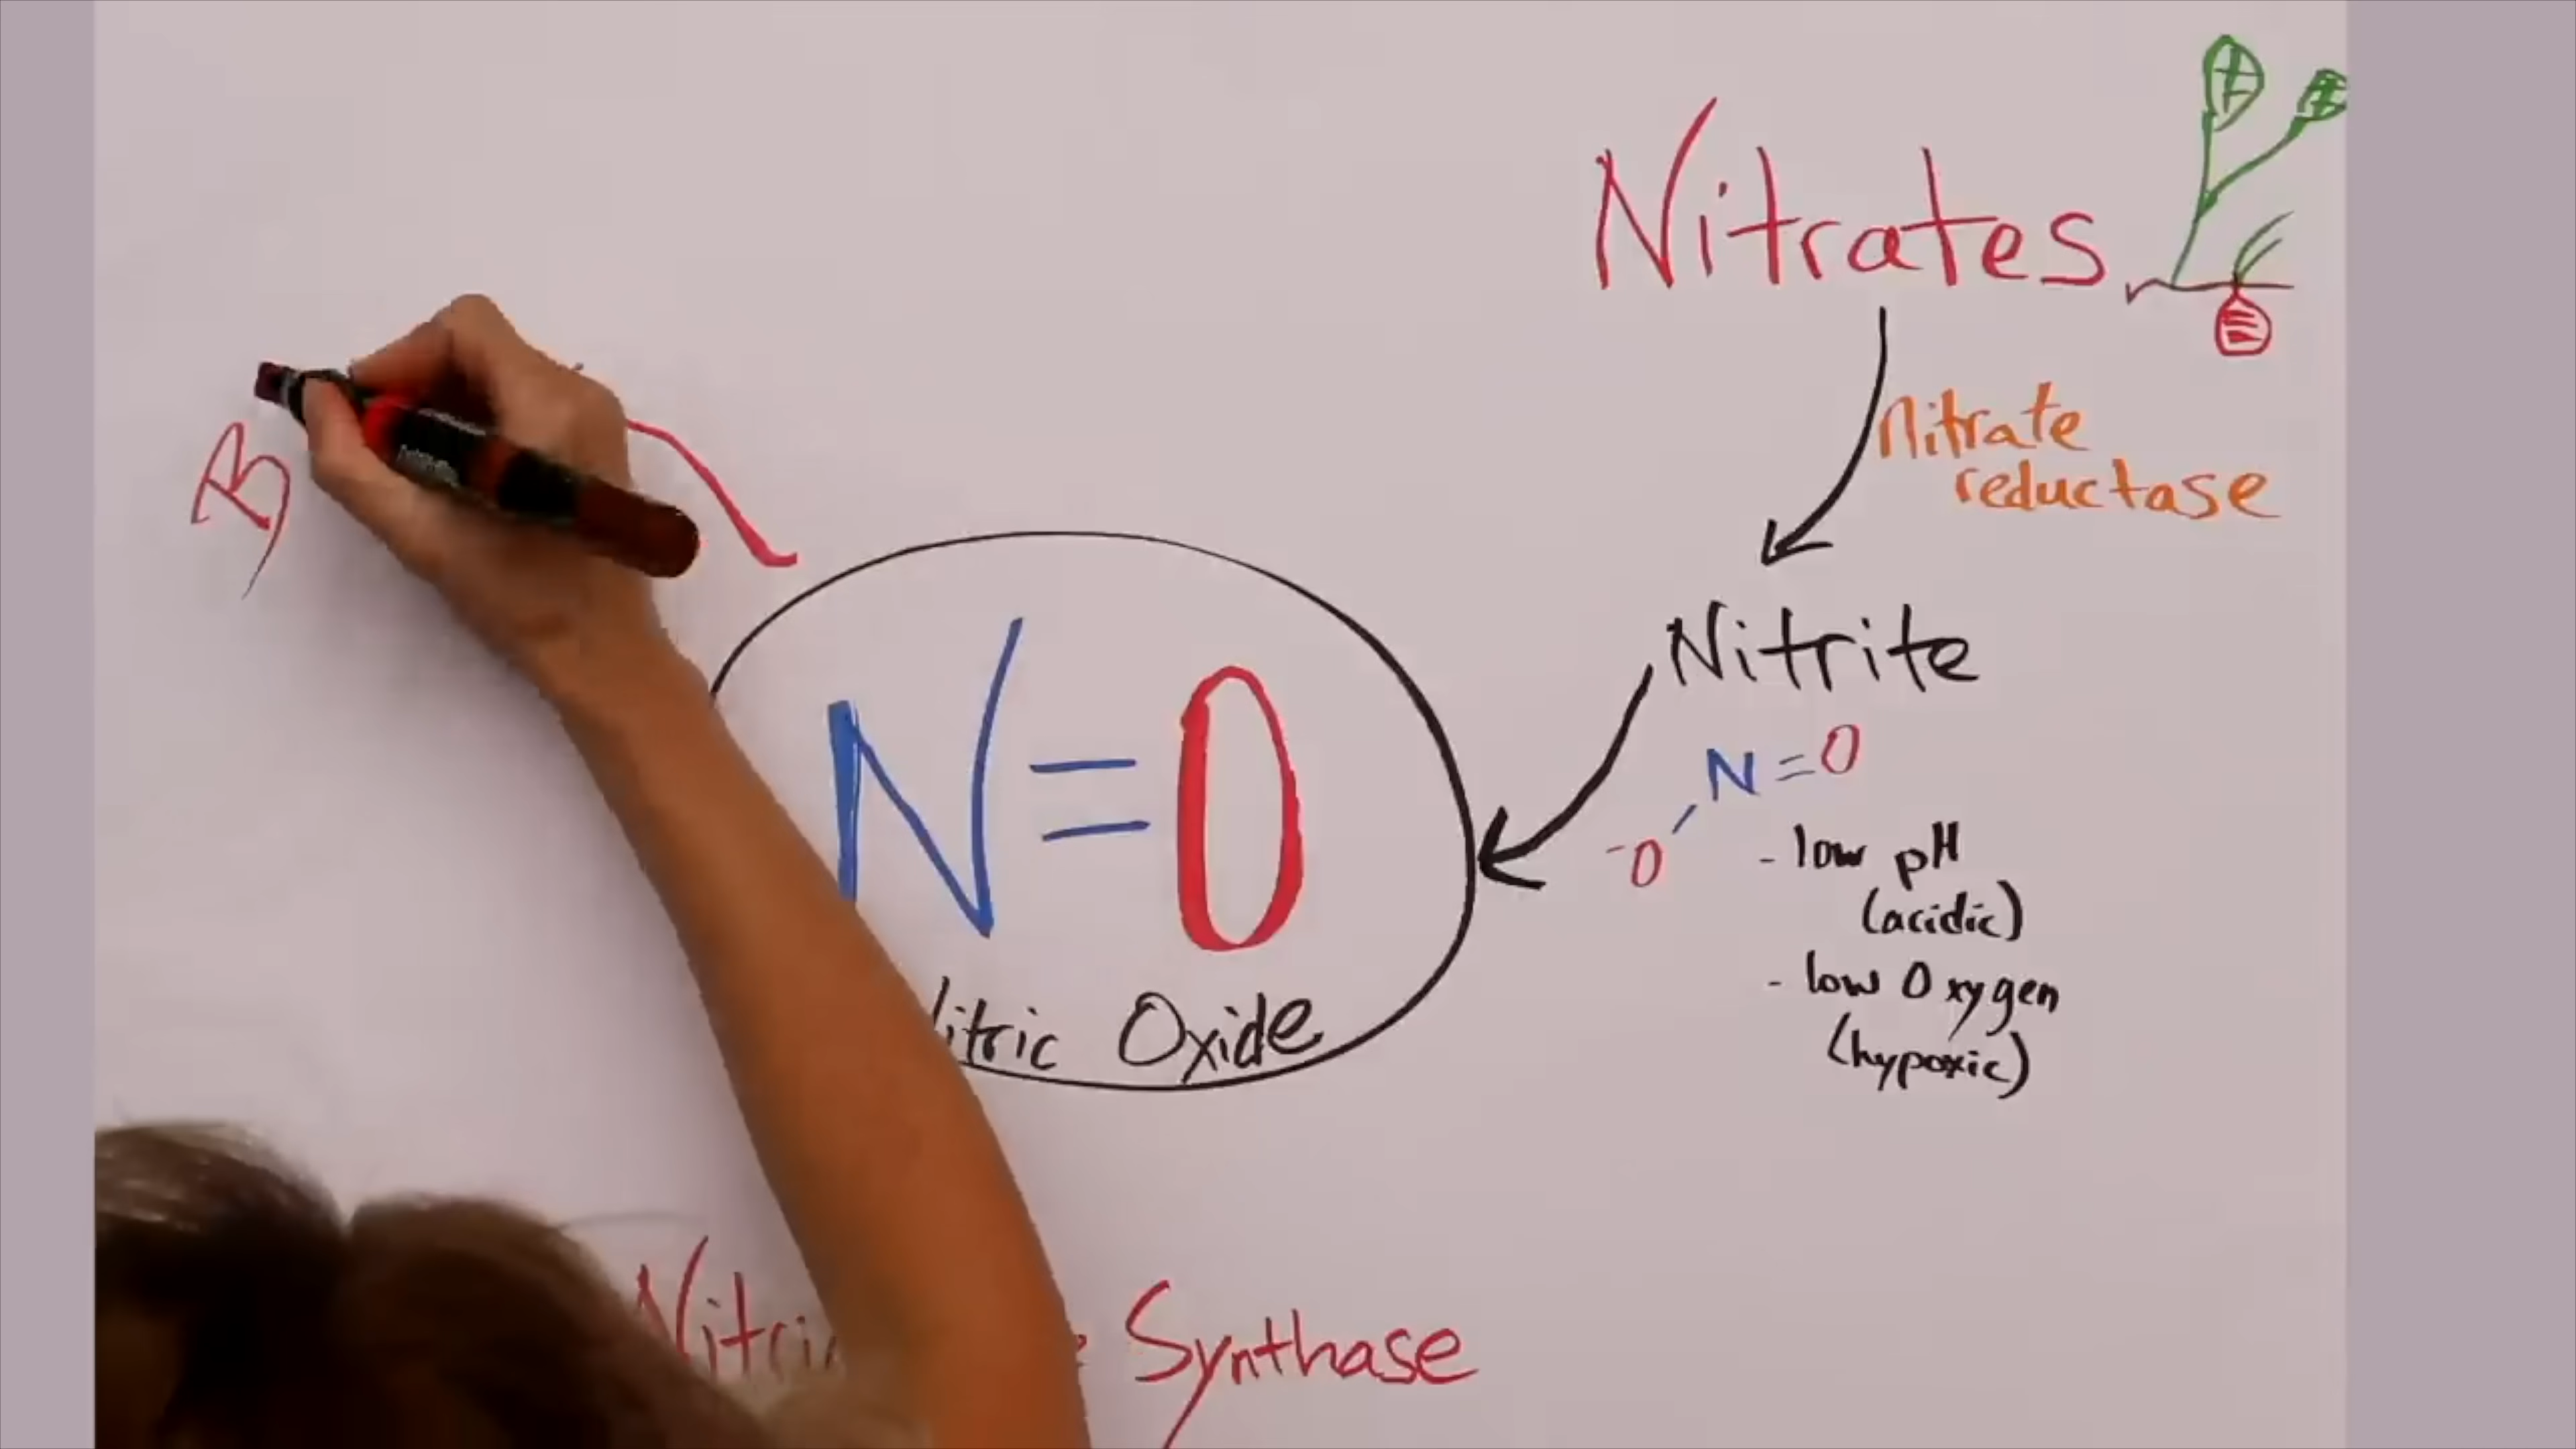 Nitrates
Nitrate
reductase
B
Nitrite
N=O
N=O
-O
- low pH
(acidic)
- low Oxygen
(hypoxic)
Oxide
Synthase